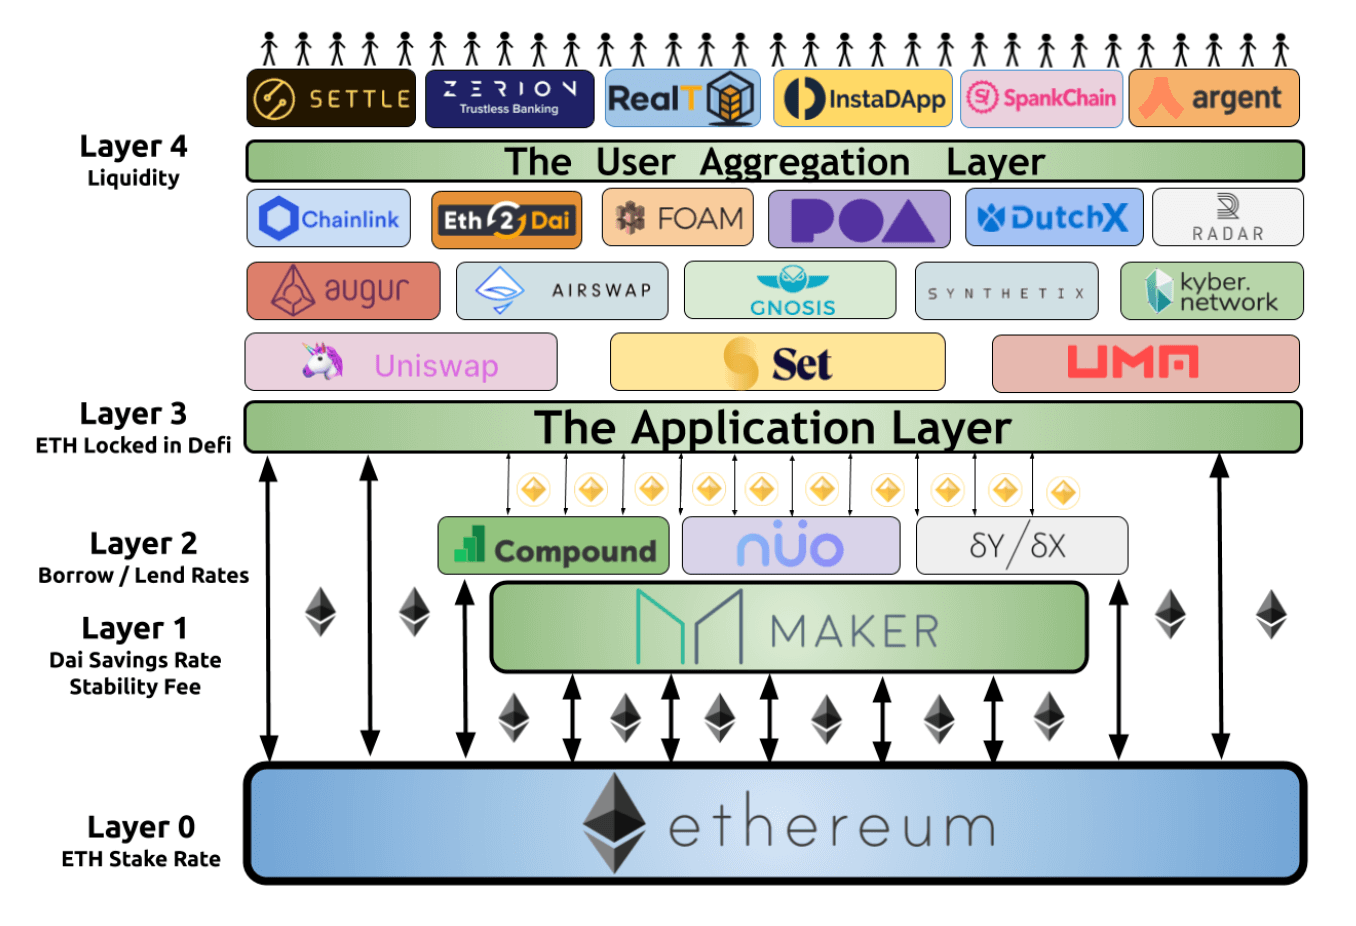 SETTLE
ZERION
Trustless Banking
RealT
InstaDApp
SpankChain
argent
Layer 4
Liquidity
The User Aggregation Layer
Chainlink
Eth2Dai
FOAM
POA
DutchX
RADAR
augur
AIRSWAP
GNOSIS
SYNTHETIX
kyber.
network
Uniswap
Set
UMA
Layer 3
ETH Locked in Defi
The Application Layer
Layer 2
Borrow / Lend Rates
Compound
nüo
δY/δX
Layer 1
Dai Savings Rate
Stability Fee
MAKER
Layer 0
ETH Stake Rate
ethereum